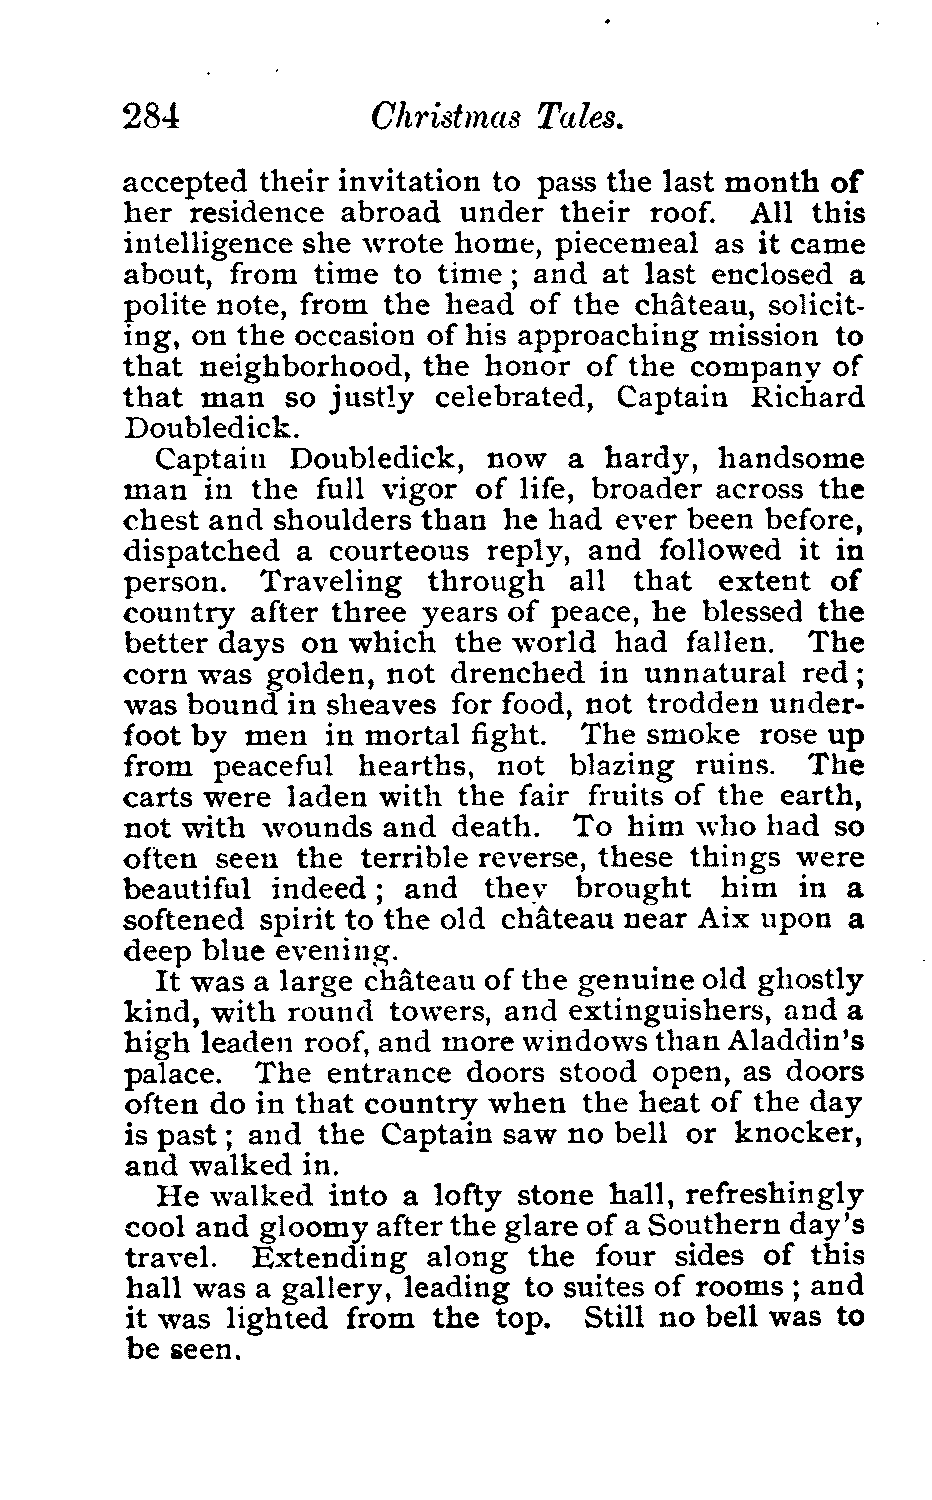 284 Christmas Tales.
accepted their invitation to pass the last month of
her residence abroad under their roof. All this
intelligence she wrote home, piecemeal as it came
about, from time to time; and at last enclosed a
polite note, from the head of the château, solicit-
ing, on the occasion of his approaching mission to
that neighborhood, the honor of the company of
that man so justly celebrated, Captain Richard
Doubledick.
Captain Doubledick, now a hardy, handsome
man in the full vigor of life, broader across the
chest and shoulders than he had ever been before,
dispatched a courteous reply, and followed it in
person. Traveling through all that extent of
country after three years of peace, he blessed the
better days on which the world had fallen. The
corn was golden, not drenched in unnatural red;
was bound in sheaves for food, not trodden under-
foot by men in mortal fight. The smoke rose up
from peaceful hearths, not blazing ruins. The
carts were laden with the fair fruits of the earth,
not with wounds and death. To him who had so
often seen the terrible reverse, these things were
beautiful indeed; and they brought him in a
softened spirit to the old château near Aix upon a
deep blue evening.
It was a large château of the genuine old ghostly
kind, with round towers, and extinguishers, and a
high leaden roof, and more windows than Aladdin's
palace. The entrance doors stood open, as doors
often do in that country when the heat of the day
is past; and the Captain saw no bell or knocker,
and walked in.
He walked into a lofty stone hall, refreshingly
cool and gloomy after the glare of a Southern day's
travel. Extending along the four sides of this
hall was a gallery, leading to suites of rooms; and
it was lighted from the top. Still no bell was to
be seen.